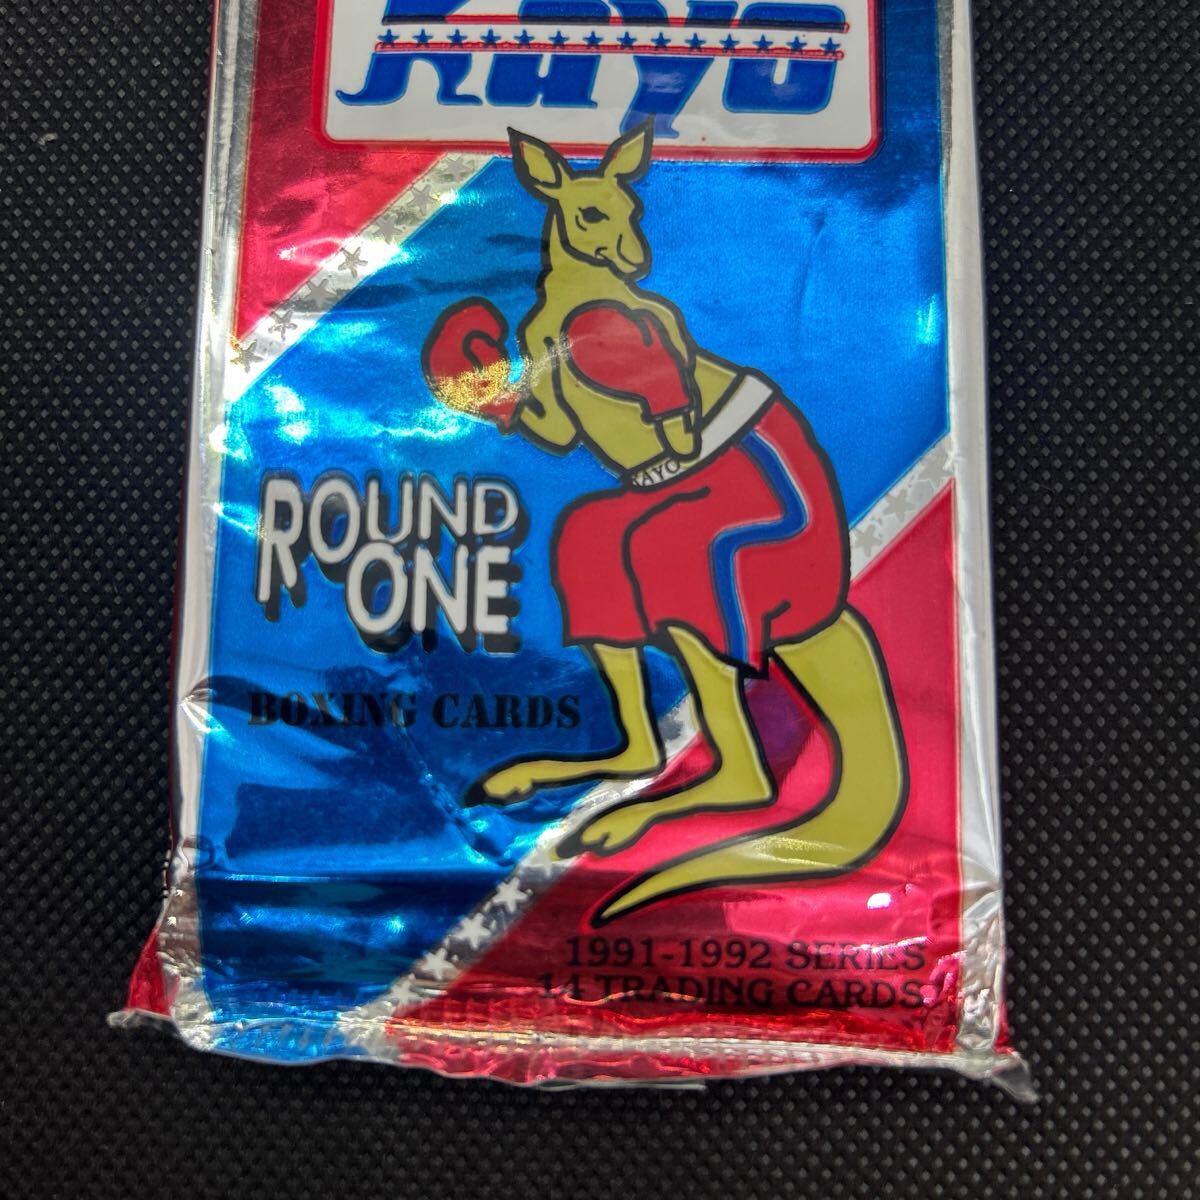 Kayo
KAYO
ROUND
ONE
BOXING CARDS
1991-1992 SERIES
14 TRADING CARDS